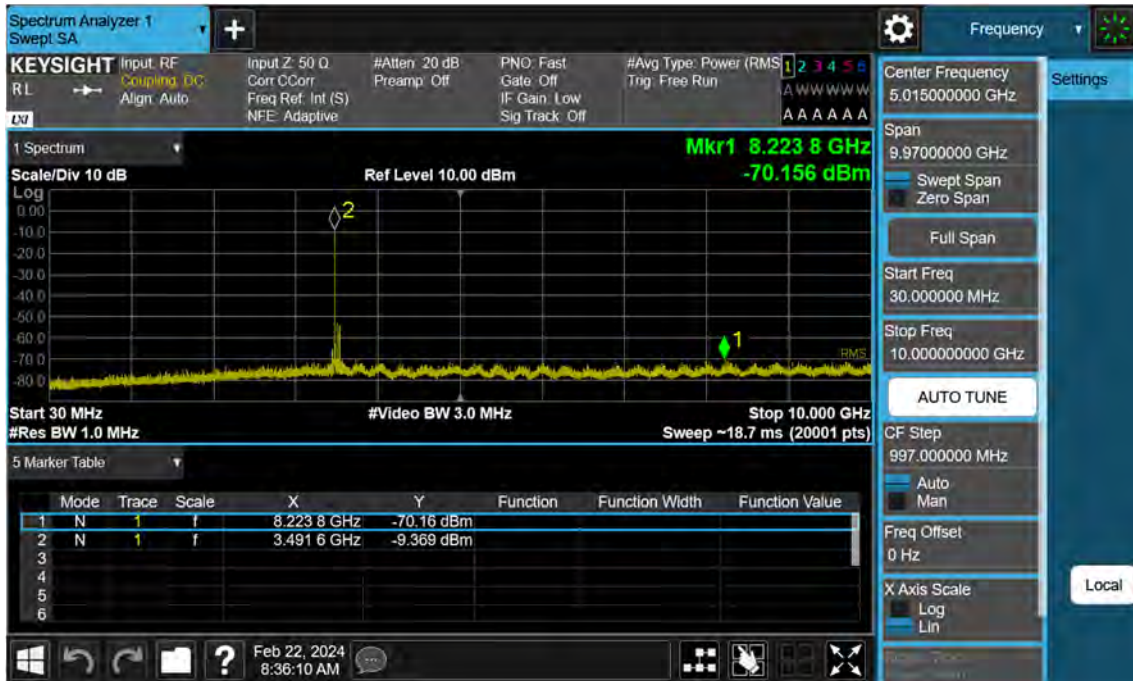 Spectrum Analyzer 1
Swept SA
+
Frequency
KEYSIGHT
RL
LXI
Input: RF
Coupling: DC
Align: Auto
Input Z: 50 Ω
Corr CCorr
Freq Ref: Int (S)
NFE: Adaptive
#Atten: 20 dB
Preamp: Off
PNO: Fast
Gate: Off
IF Gain: Low
Sig Track: Off
#Avg Type: Power (RMS
Trig: Free Run
1 2 3 4 5 6
A W W W W W
A A A A A A
1 Spectrum
Scale/Div 10 dB
Ref Level 10.00 dBm
Mkr1 8.223 8 GHz
-70.156 dBm
Log
0.00
-10.0
-20.0
-30.0
-40.0
-50.0
-60.0
-70.0
-80.0
2
1
RMS
Start 30 MHz
#Video BW 3.0 MHz
Stop 10.000 GHz
#Res BW 1.0 MHz
Sweep ~18.7 ms (20001 pts)
5 Marker Table
Mode Trace Scale X Y Function Function Width Function Value
1 N 1 f 8.223 8 GHz -70.16 dBm
2 N 1 f 3.491 6 GHz -9.369 dBm
3
4
5
6
?
Feb 22, 2024
8:36:10 AM
Center Frequency
5.015000000 GHz
Settings
Span
9.97000000 GHz
Swept Span
Zero Span
Full Span
Start Freq
30.000000 MHz
Stop Freq
10.000000000 GHz
AUTO TUNE
CF Step
997.000000 MHz
Auto
Man
Freq Offset
0 Hz
X Axis Scale
Log
Lin
Local